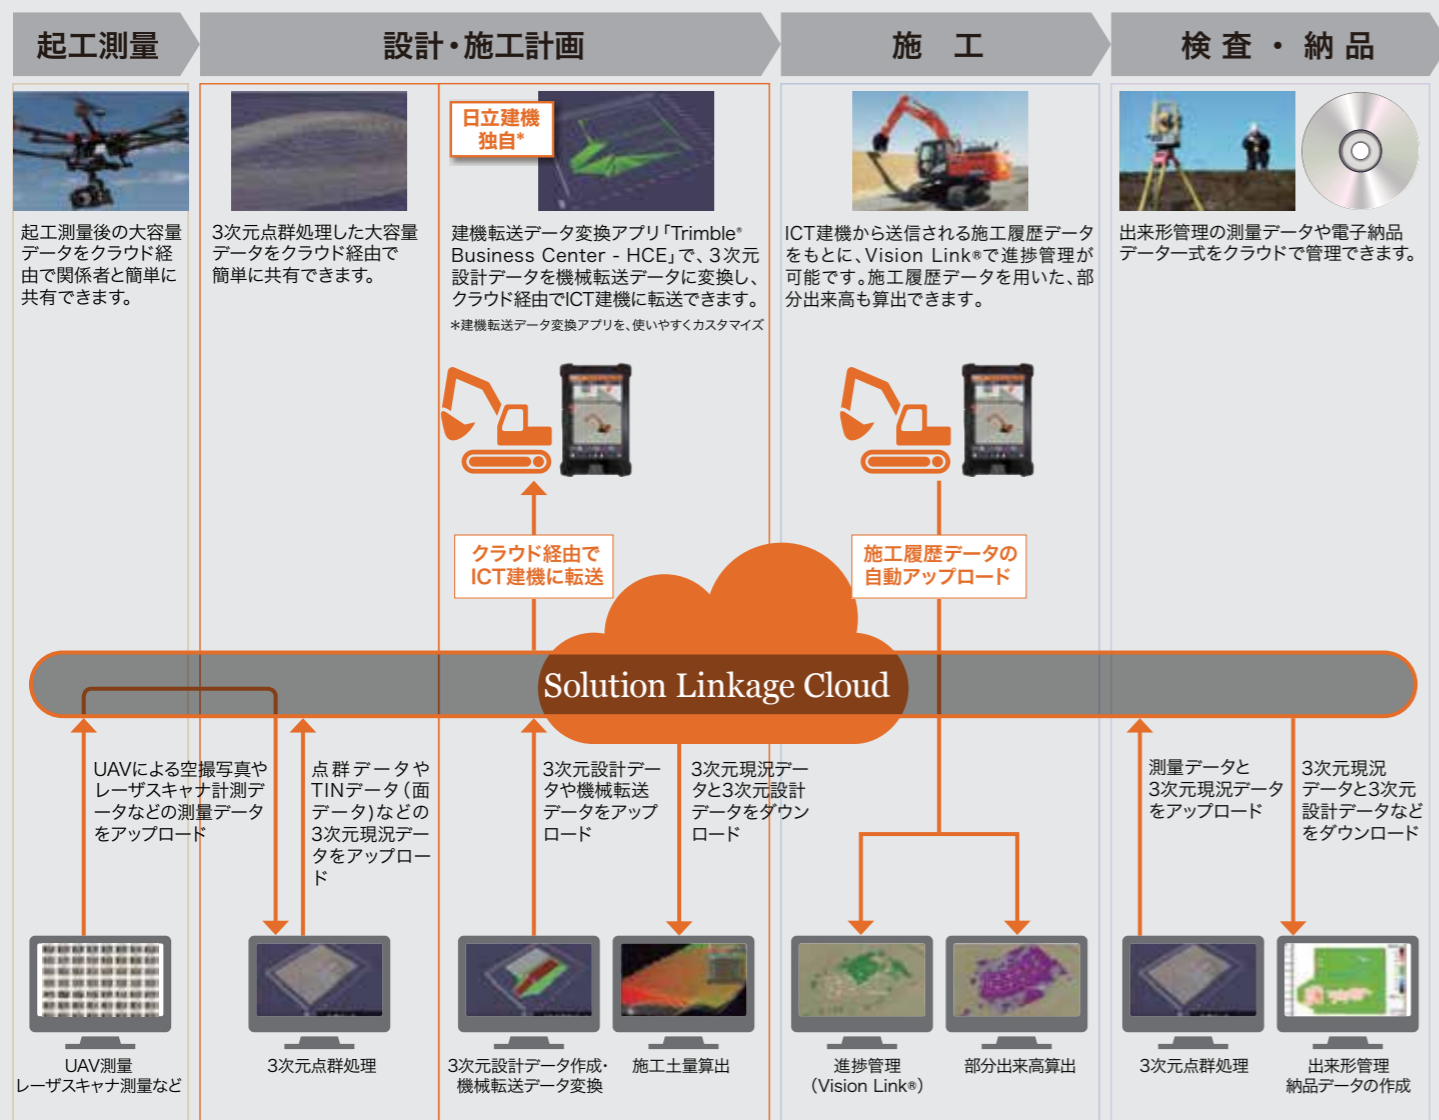 起工測量
設計・施工計画
施 工
検 査 ・ 納 品
起工測量後の大容量
データをクラウド経
由で関係者と簡単に
共有できます。
3次元点群処理した大容量
データをクラウド経由で
簡単に共有できます。
日立建機
独自*
建機転送データ変換アプリ「Trimble®
Business Center - HCE」で、3次元
設計データを機械転送データに変換し、
クラウド経由でICT建機に転送できます。
*建機転送データ変換アプリを、使いやすくカスタマイズ
ICT建機から送信される施工履歴データ
をもとに、Vision Link®で進捗管理が
可能です。施工履歴データを用いた、部
分出来高も算出できます。
出来形管理の測量データや電子納品
データ一式をクラウドで管理できます。
クラウド経由で
ICT建機に転送
施工履歴データの
自動アップロード
Solution Linkage Cloud
UAVによる空撮写真や
レーザスキャナ計測デ
ータなどの測量データ
をアップロード
点群データや
TINデータ(面
データ)などの
3次元現況デー
タをアップロー
ド
3次元設計デー
タや機械転送
データをアップ
ロード
3次元現況デー
タと3次元設計
データをダウン
ロード
測量データと
3次元現況データ
をアップロード
3次元現況
データと3次元
設計データなど
をダウンロード
UAV測量
レーザスキャナ測量など
3次元点群処理
3次元設計データ作成・
機械転送データ変換
施工土量算出
進捗管理
(Vision Link®)
部分出来高算出
3次元点群処理
出来形管理
納品データの作成